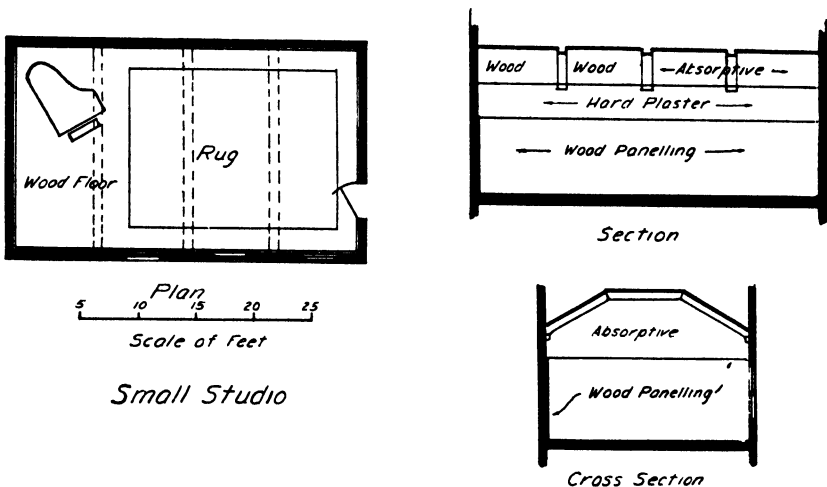 Rug
Wood Floor
Plan
5 10 15 20 25
Scale of Feet
Small Studio
Wood Wood Absorptive
Hard Plaster
Wood Panelling
Section
Absorptive
Wood Panelling
Cross Section